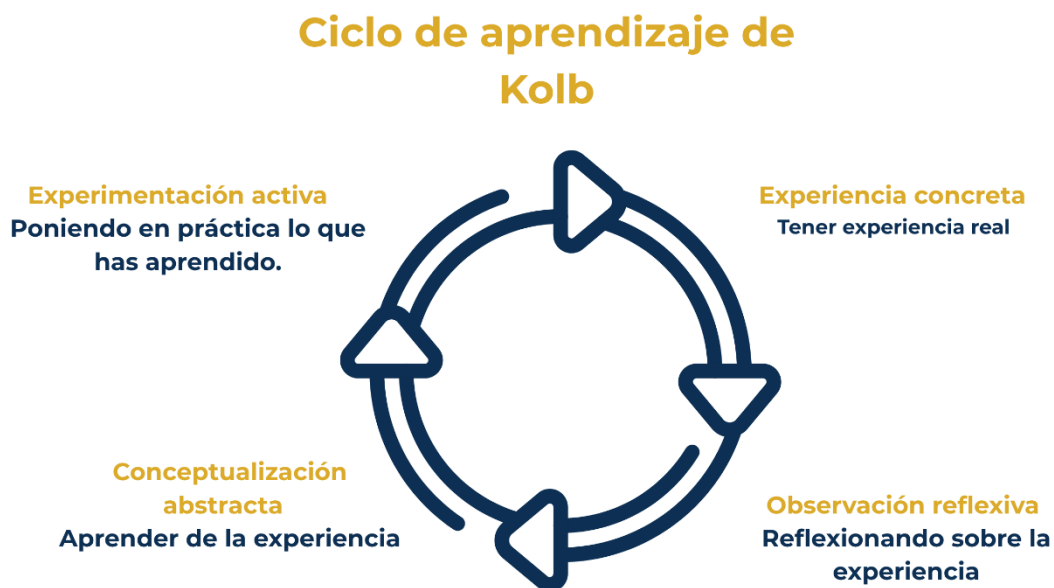 Ciclo de aprendizaje de
Kolb
Experimentación activa
Poniendo en práctica lo que
has aprendido.
Experiencia concreta
Tener experiencia real
Conceptualización
abstracta
Aprender de la experiencia
Observación reflexiva
Reflexionando sobre la
experiencia